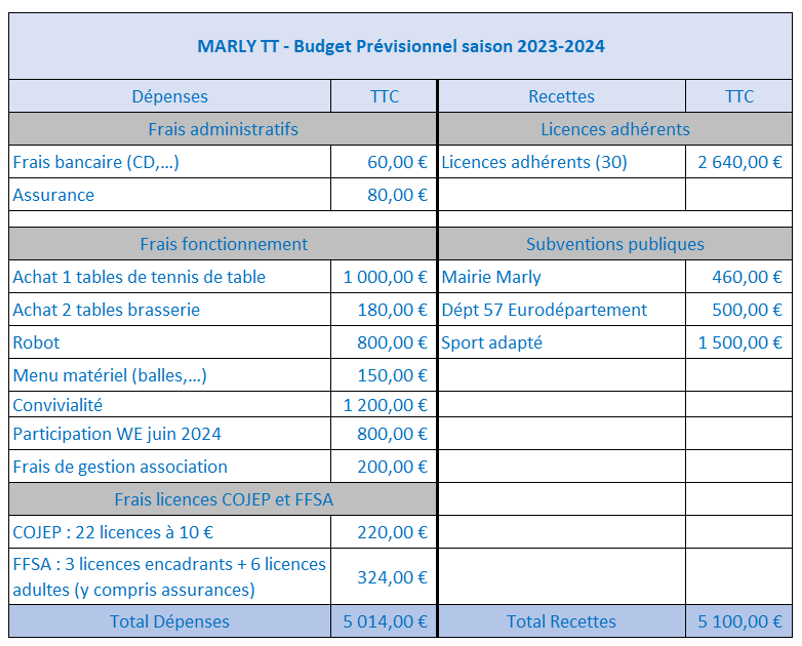 MARLY TT - Budget Prévisionnel saison 2023-2024
Dépenses TTC Recettes TTC
Frais administratifs Licences adhérents
Frais bancaire (CD,...) 60,00 € Licences adhérents (30) 2 640,00 €
Assurance 80,00 €
Frais fonctionnement Subventions publiques
Achat 1 tables de tennis de table 1 000,00 € Mairie Marly 460,00 €
Achat 2 tables brasserie 180,00 € Dépt 57 Eurodépartement 500,00 €
Robot 800,00 € Sport adapté 1 500,00 €
Menu matériel (balles,...) 150,00 €
Convivialité 1 200,00 €
Participation WE juin 2024 800,00 €
Frais de gestion association 200,00 €
Frais licences COJEP et FFSA
COJEP : 22 licences à 10 € 220,00 €
FFSA : 3 licences encadrants + 6 licences
adultes (y compris assurances) 324,00 €
Total Dépenses 5 014,00 € Total Recettes 5 100,00 €